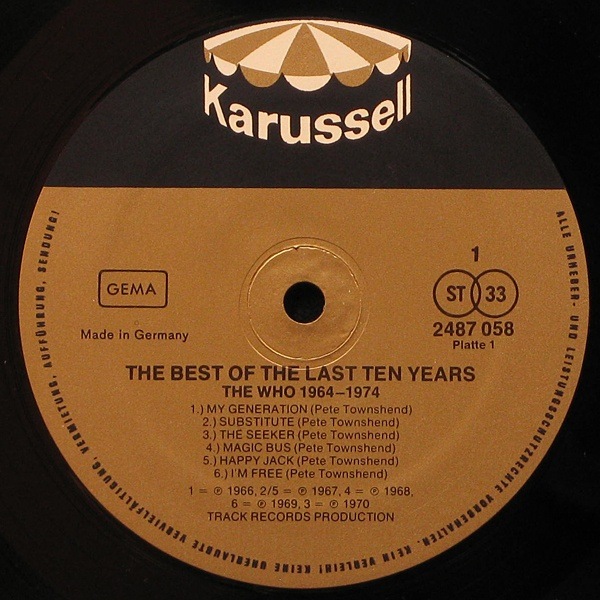 Karussell
1
GEMA
ST 33
Made in Germany
2487 058
Platte 1
THE BEST OF THE LAST TEN YEARS
THE WHO 1964–1974
1.) MY GENERATION (Pete Townshend)
2.) SUBSTITUTE (Pete Townshend)
3.) THE SEEKER (Pete Townshend)
4.) MAGIC BUS (Pete Townshend)
5.) HAPPY JACK (Pete Townshend)
6.) I'M FREE (Pete Townshend)
1 = ℗ 1966, 2/5 = ℗ 1967, 4 = ℗ 1968,
6 = ℗ 1969, 3 = ℗ 1970
TRACK RECORDS PRODUCTION
ALLE URHEBER- UND LEISTUNGSSCHUTZRECHTE VORBEHALTEN. KEIN VERLEIH! KEINE UNERLAUBTE VERVIELFÄLTIGUNG, VERMIETUNG, AUFFÜHRUNG, SENDUNG!